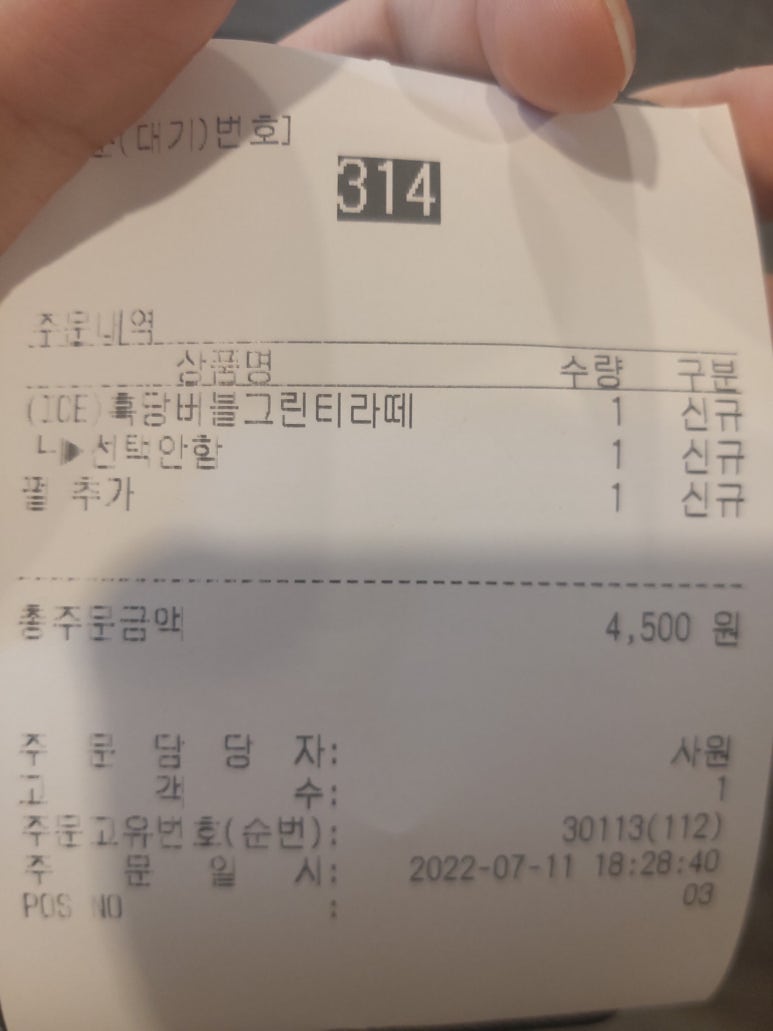 (대기)번호]
314
주문내역
상품명 수량 구분
(ICE)흑당버블그린티라떼 1 신규
└▶선택안함 1 신규
펄 추가 1 신규
총주문금액 4,500 원
주 문 담 당 자: 사원
고 객 수: 1
주문고유번호(순번): 30113(112)
주 문 일 시: 2022-07-11 18:28:40
POS NO : 03